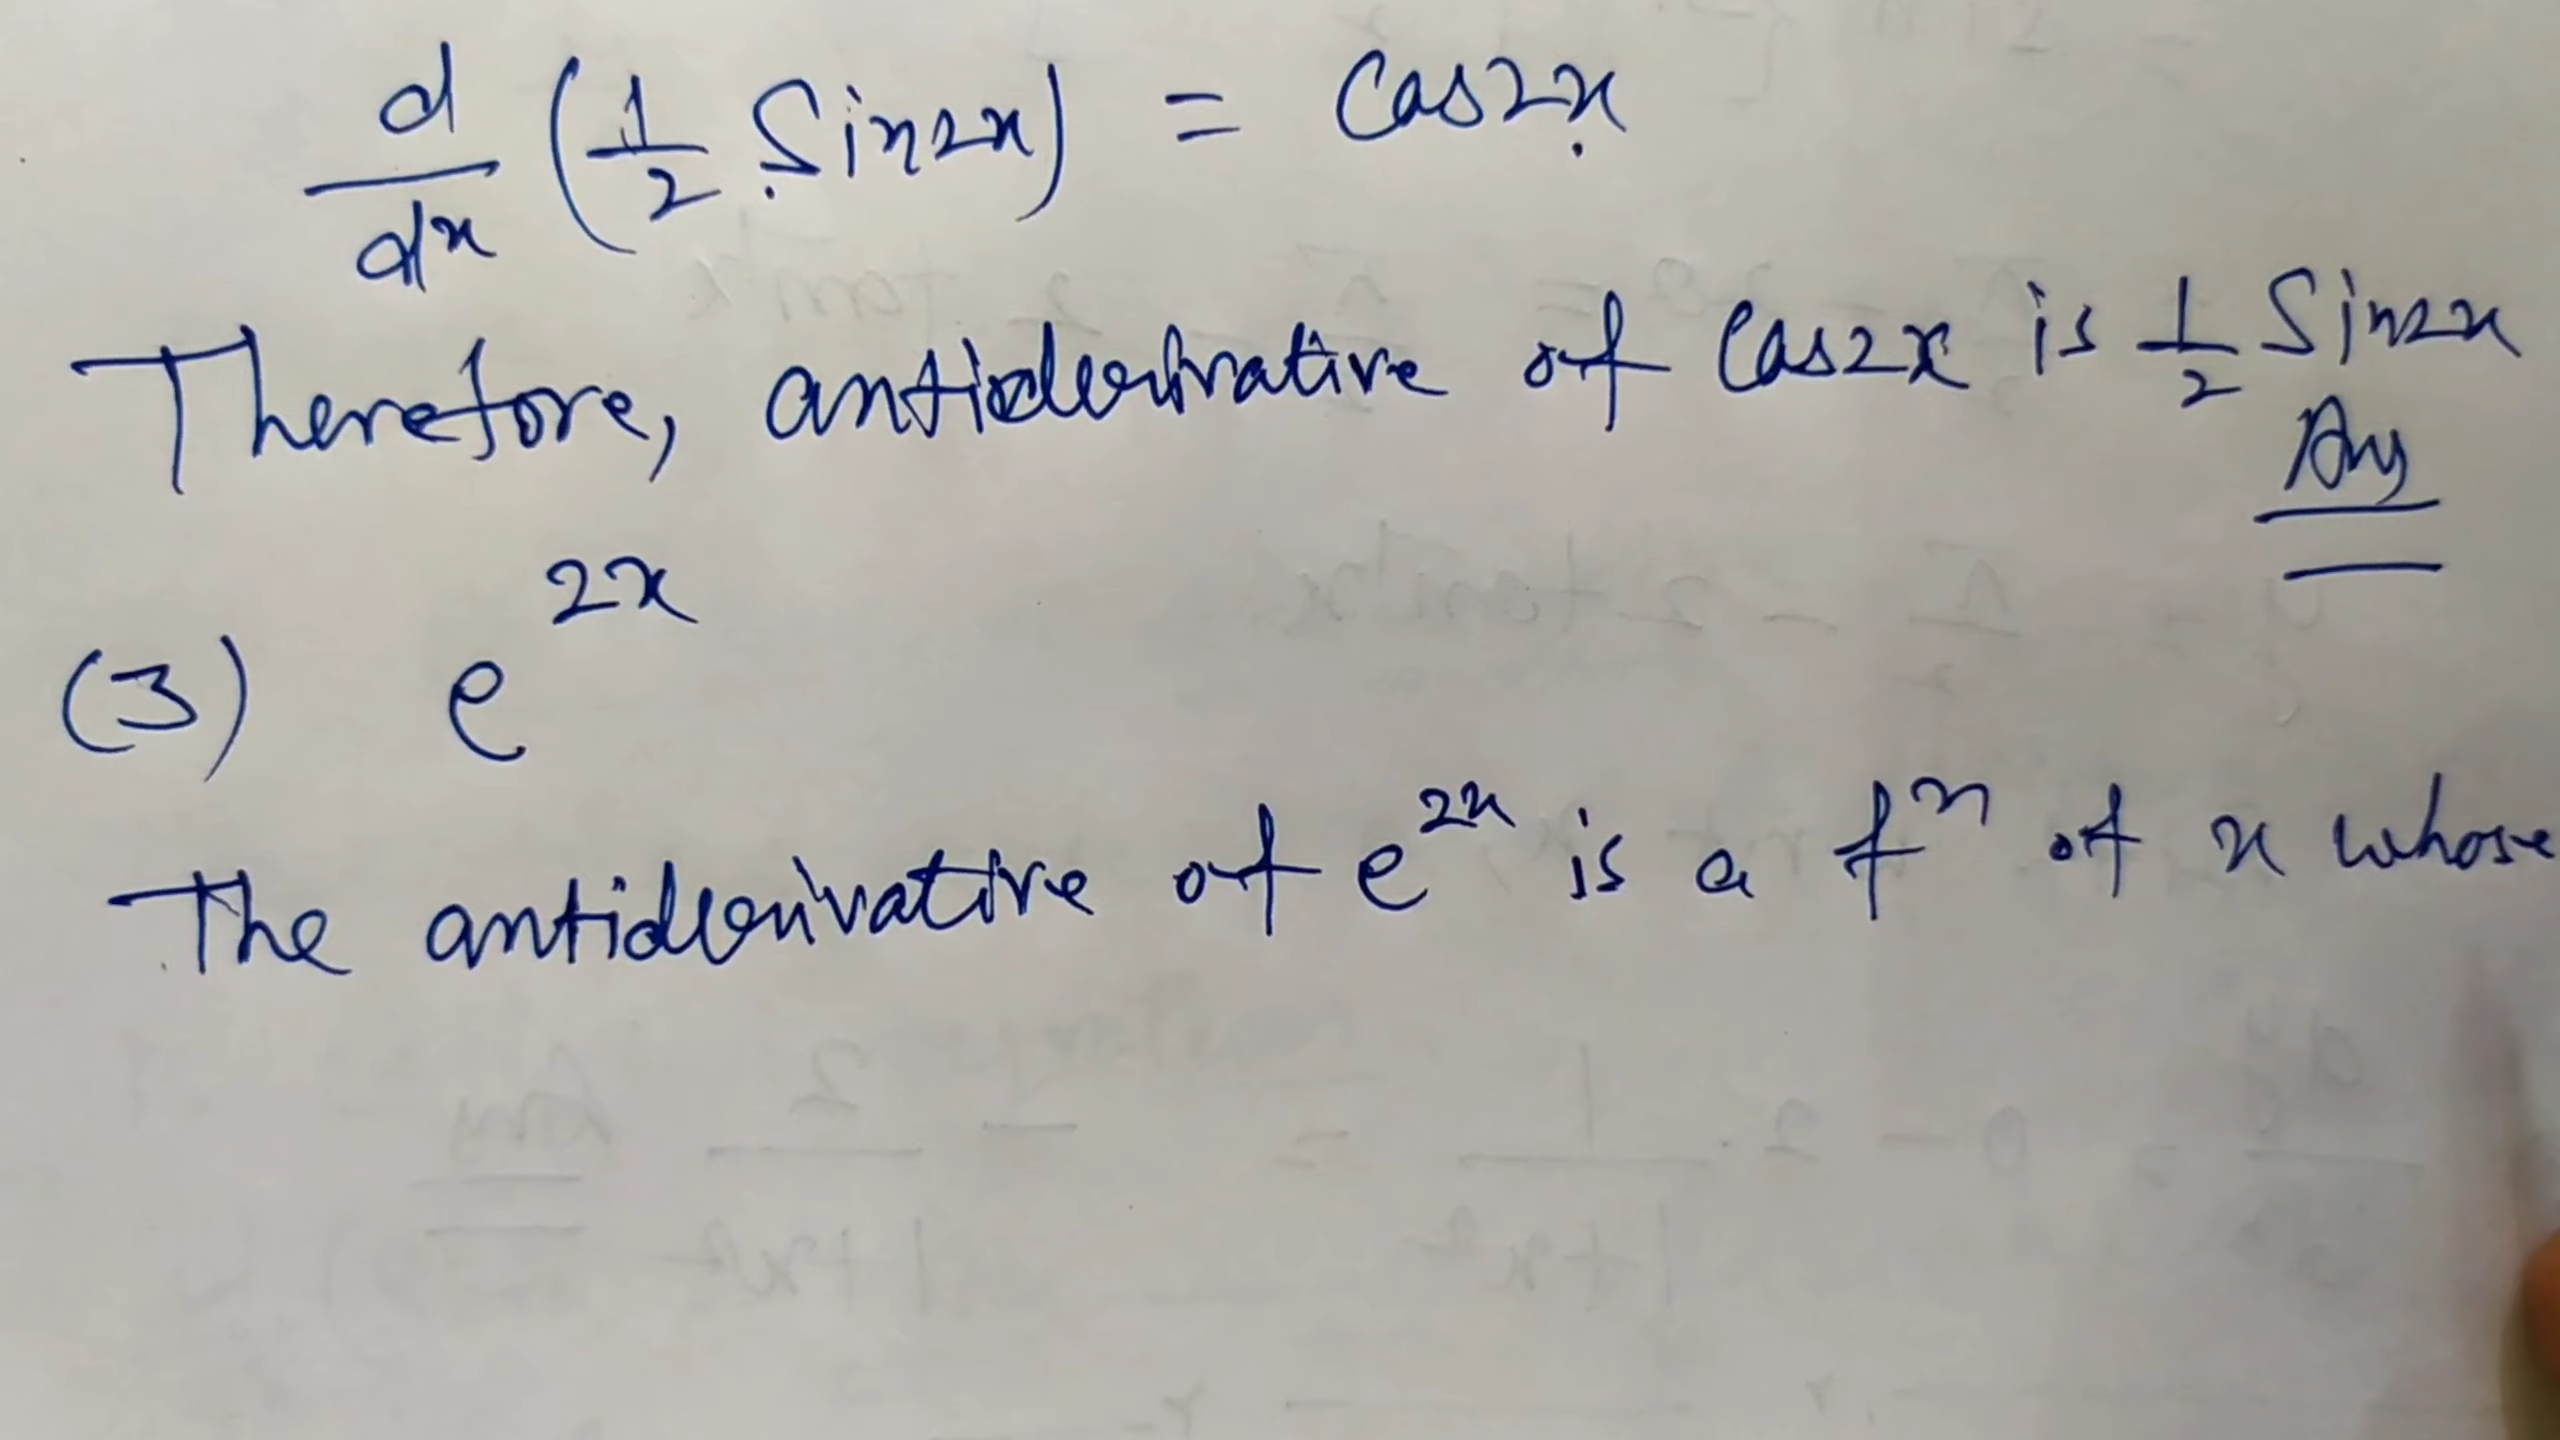 d/dx (1/2 Sin2x) = Cos2x
Therefore, antiderivative of Cos2x is 1/2 Sin2x
Ans
(3) e^2x
The antiderivative of e^2x is a f^n of x whose